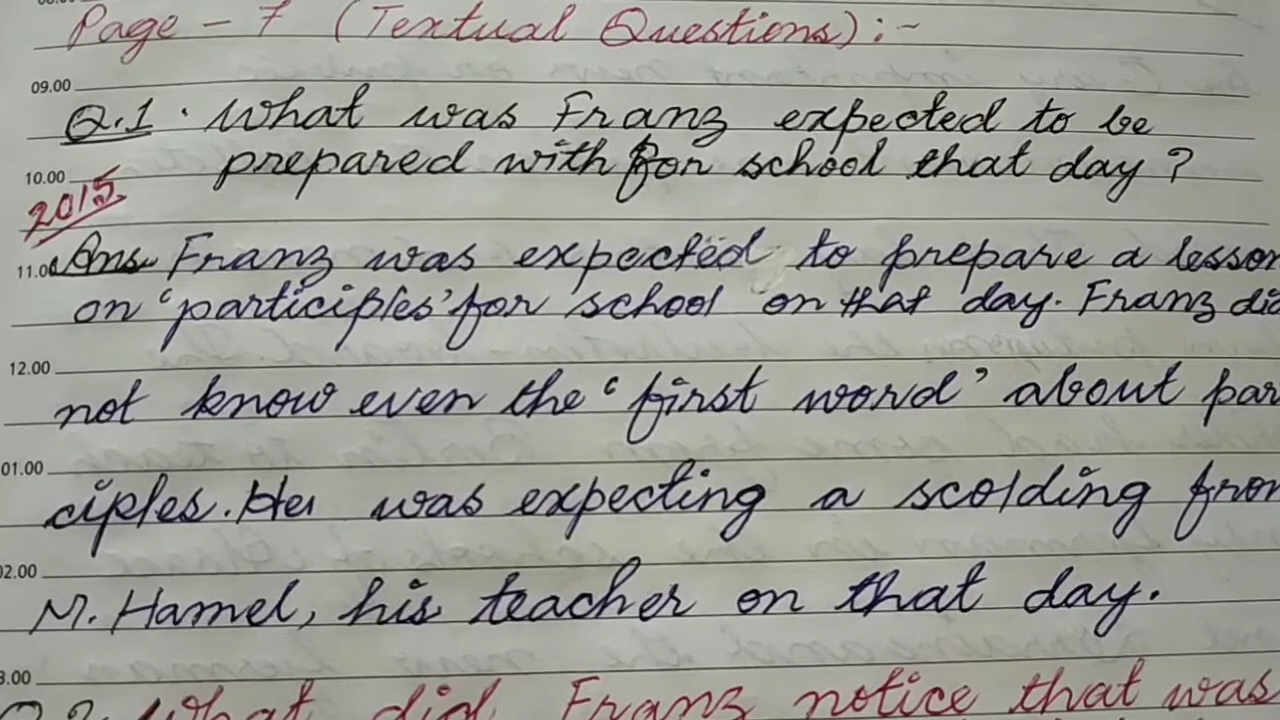 Page - 7 (Textual Questions) :-
09.00
Q.1. What was Franz expected to be
prepared with for school that day ?
10.00
2015
11.00 Ans. Franz was expected to prepare a lesson
on 'participles' for school on that day. Franz did
12.00
not know even the 'first word' about par
01.00
ciples. He was expecting a scolding from
02.00
M. Hamel, his teacher on that day.
3.00
Q.2. What did Franz notice that was